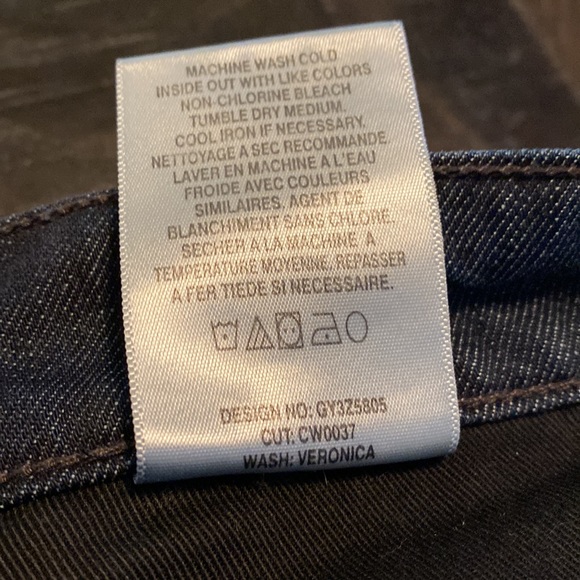 MACHINE WASH COLD
INSIDE OUT WITH LIKE COLORS
NON-CHLORINE BLEACH
TUMBLE DRY MEDIUM.
COOL IRON IF NECESSARY.
NETTOYAGE A SEC RECOMMANDE.
LAVER EN MACHINE A L'EAU
FROIDE AVEC COULEURS
SIMILAIRES. AGENT DE
BLANCHIMENT SANS CHLORE.
SECHER A LA MACHINE A
TEMPERATURE MOYENNE. REPASSER
A FER TIEDE SI NECESSAIRE.
DESIGN NO: GY3Z5805
CUT: CW0037
WASH: VERONICA